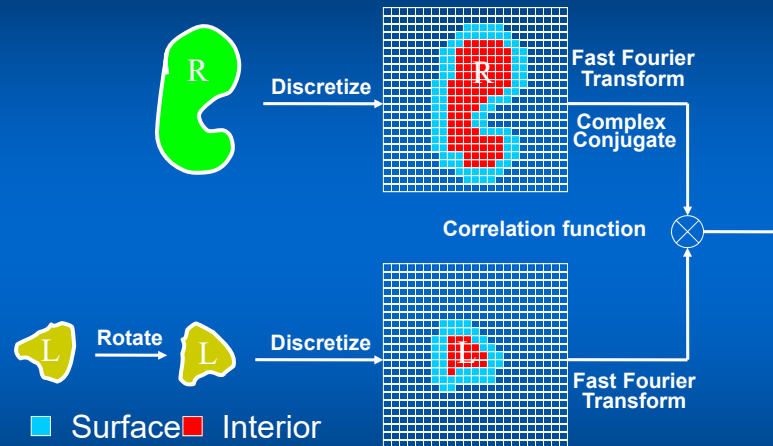 R
Discretize
R
Fast Fourier
Transform
Complex
Conjugate
Correlation function
L
Rotate
L
Discretize
L
Fast Fourier
Transform
Surface
Interior